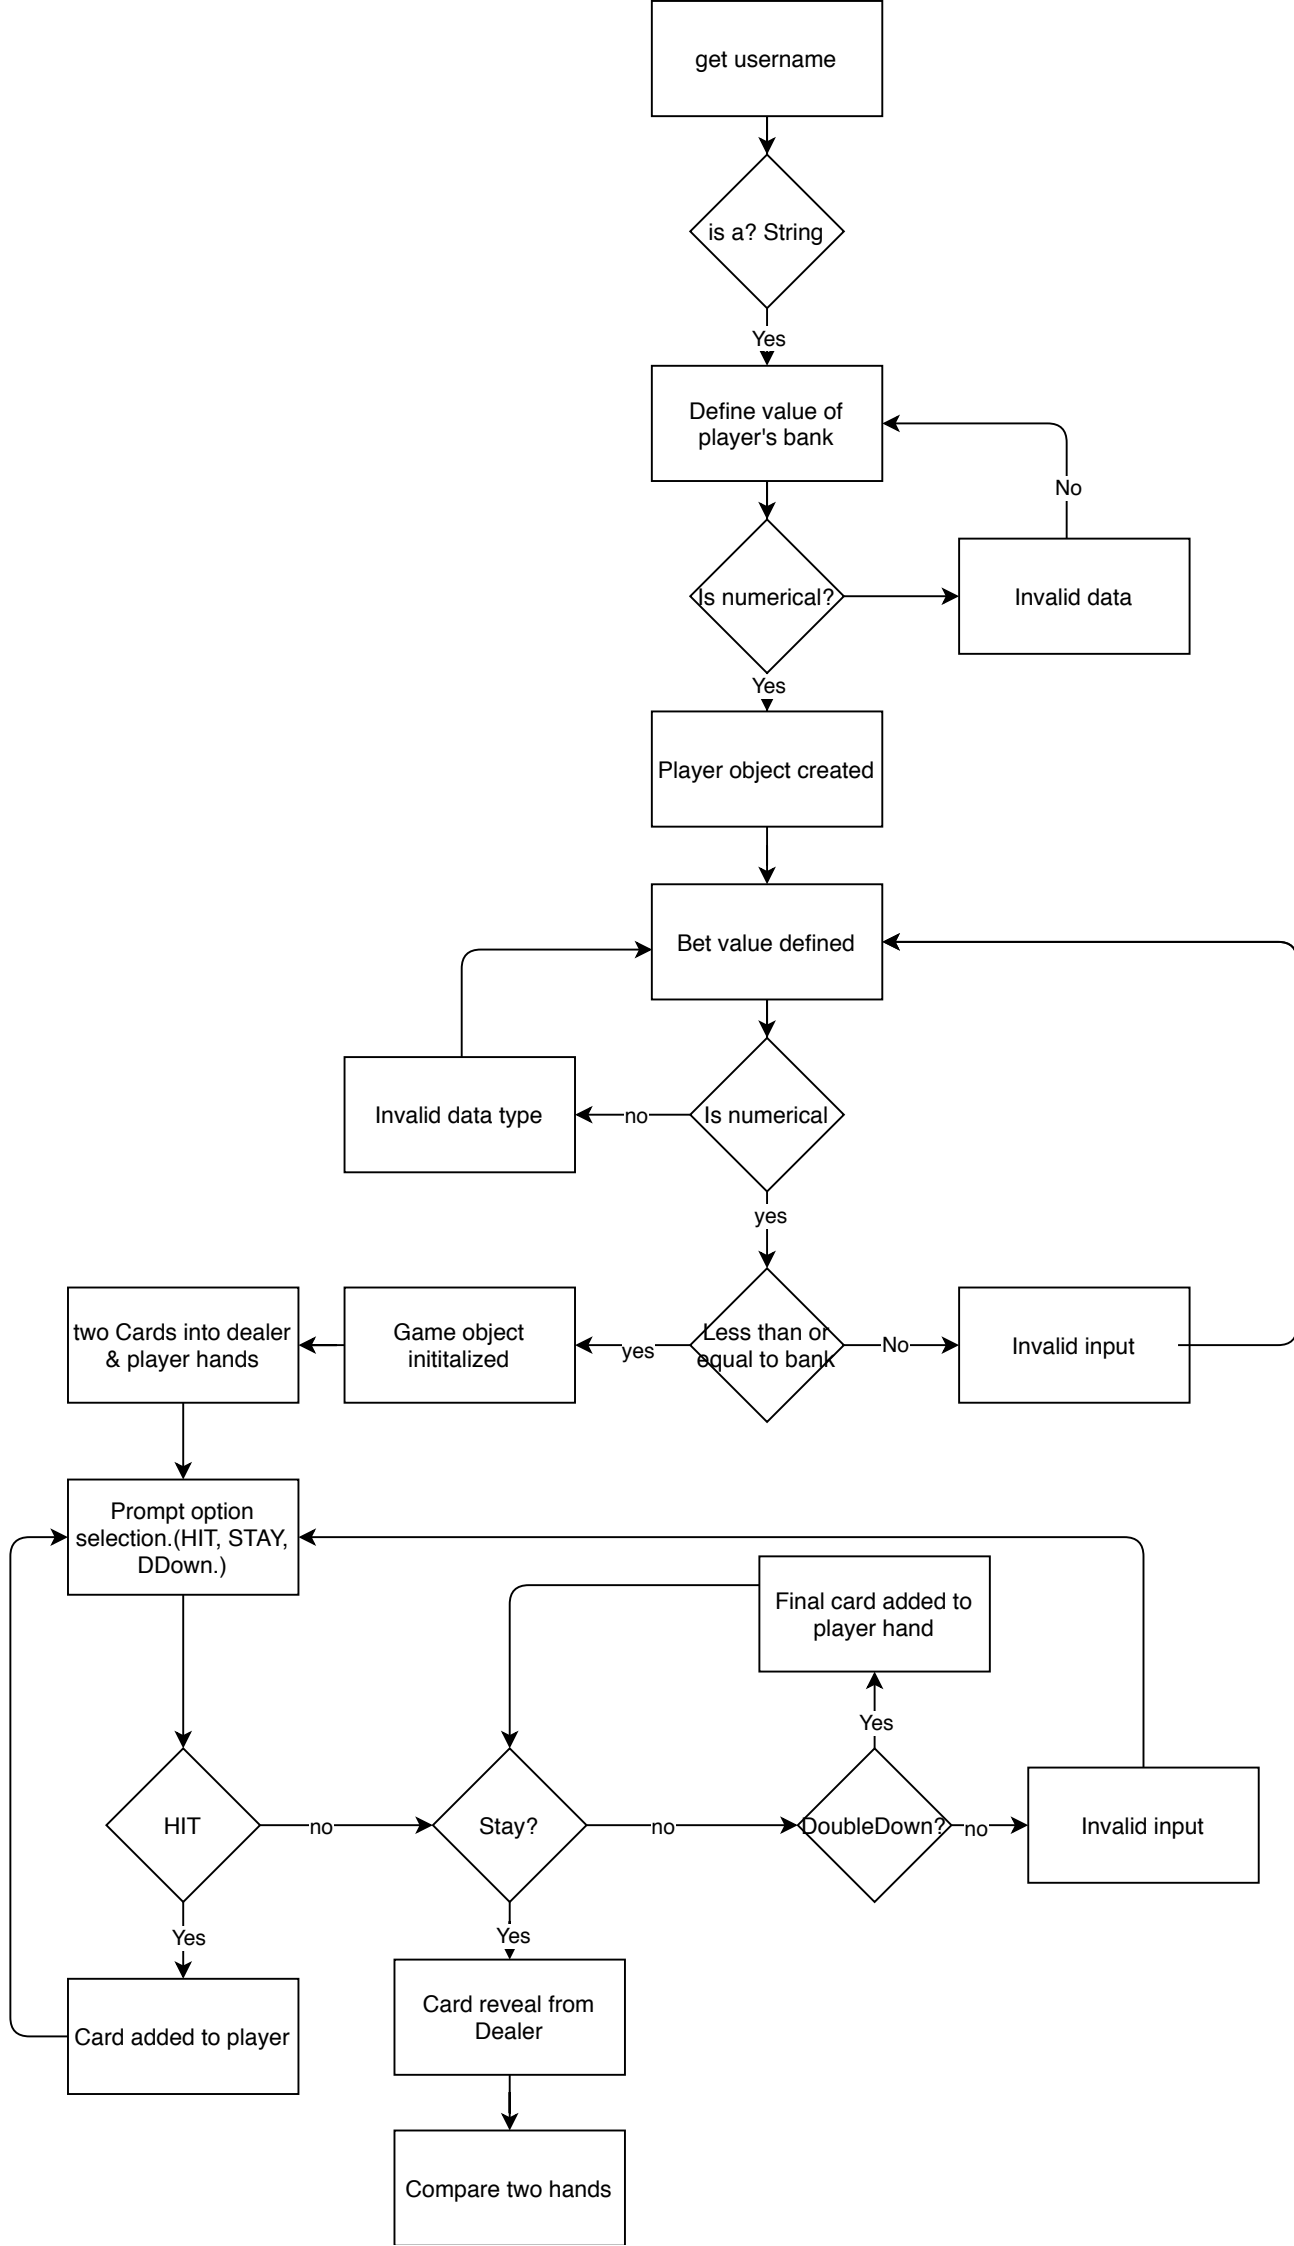 get username
is a? String
Yes
Define value of
player's bank
No
Is numerical?
Invalid data
Yes
Player object created
Bet value defined
Invalid data type
no
Is numerical
yes
two Cards into dealer
& player hands
Game object
inititalized
yes
Less than or
equal to bank
No
Invalid input
Prompt option
selection.(HIT, STAY,
DDown.)
Final card added to
player hand
Yes
HIT
no
Stay?
no
DoubleDown?
no
Invalid input
Yes
Yes
Card added to player
Card reveal from
Dealer
Compare two hands